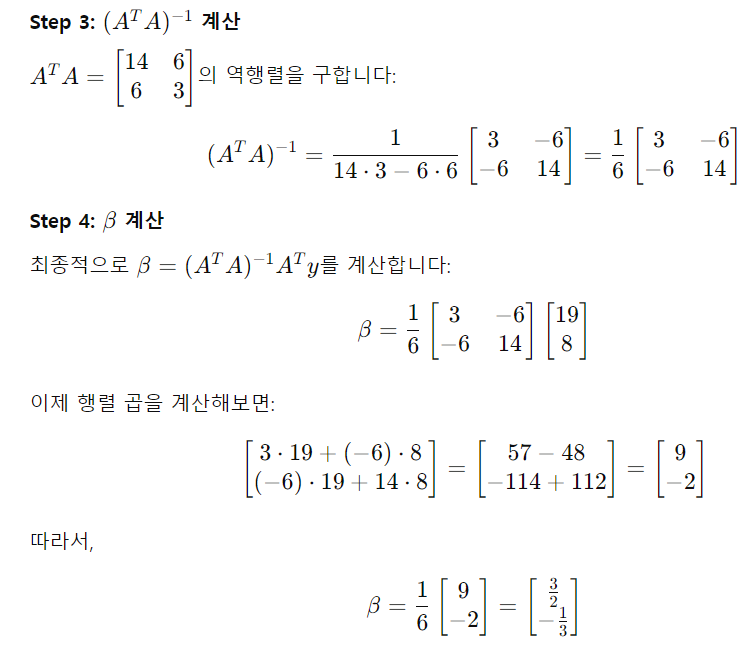 Step 3: $(A^T A)^{-1}$ 계산
$A^T A = \begin{bmatrix} 14 & 6 \\ 6 & 3 \end{bmatrix}$의 역행렬을 구합니다:
$(A^T A)^{-1} = \frac{1}{14 \cdot 3 - 6 \cdot 6} \begin{bmatrix} 3 & -6 \\ -6 & 14 \end{bmatrix} = \frac{1}{6} \begin{bmatrix} 3 & -6 \\ -6 & 14 \end{bmatrix}$
Step 4: $\beta$ 계산
최종적으로 $\beta = (A^T A)^{-1} A^T y$를 계산합니다:
$\beta = \frac{1}{6} \begin{bmatrix} 3 & -6 \\ -6 & 14 \end{bmatrix} \begin{bmatrix} 19 \\ 8 \end{bmatrix}$
이제 행렬 곱을 계산해보면:
$\begin{bmatrix} 3 \cdot 19 + (-6) \cdot 8 \\ (-6) \cdot 19 + 14 \cdot 8 \end{bmatrix} = \begin{bmatrix} 57 - 48 \\ -114 + 112 \end{bmatrix} = \begin{bmatrix} 9 \\ -2 \end{bmatrix}$
따라서,
$\beta = \frac{1}{6} \begin{bmatrix} 9 \\ -2 \end{bmatrix} = \begin{bmatrix} \frac{3}{2} \\ -\frac{1}{3} \end{bmatrix}$